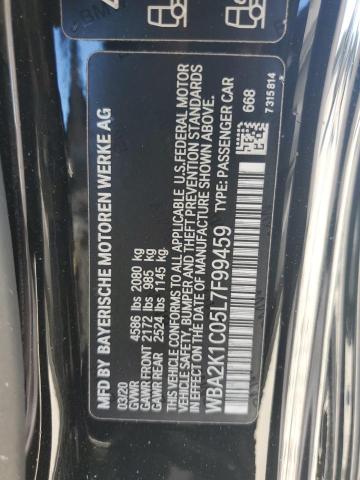 MFD BY BAYERISCHE MOTOREN WERKE AG
03/20
GVWR 4586 lbs 2080 kg
GAWR FRONT 2172 lbs 985 kg
GAWR REAR 2524 lbs 1145 kg
THIS VEHICLE CONFORMS TO ALL APPLICABLE U.S. FEDERAL MOTOR
VEHICLE SAFETY, BUMPER AND THEFT PREVENTION STANDARDS
IN EFFECT ON THE DATE OF MANUFACTURE SHOWN ABOVE.
WBA2K1C05L7F99459 TYPE: PASSENGER CAR
668
7315814